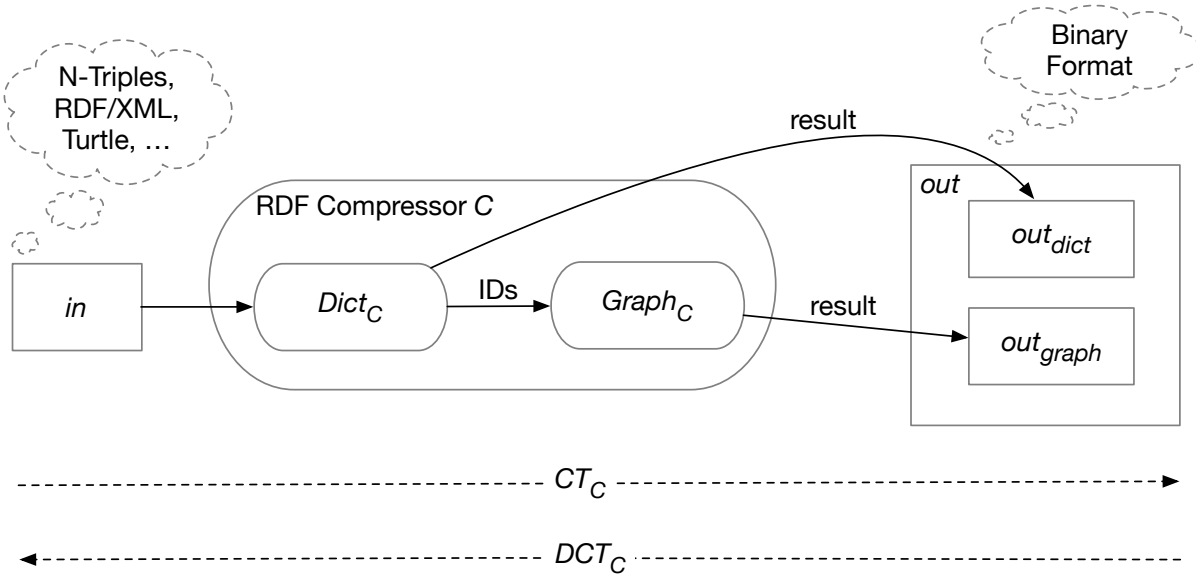 N-Triples,
RDF/XML,
Turtle, …
Binary
Format
result
RDF Compressor C
out
out_dict
in
Dict_C
IDs
Graph_C
result
out_graph
CT_C
DCT_C